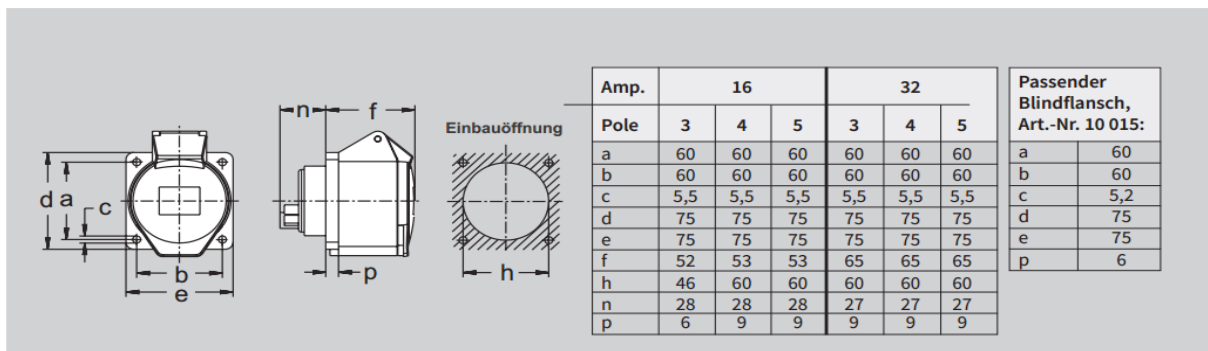 d
a
c
b
e
n
f
p
Einbauöffnung
h
Amp. 16 32
Pole 3 4 5 3 4 5
a 60 60 60 60 60 60
b 60 60 60 60 60 60
c 5,5 5,5 5,5 5,5 5,5 5,5
d 75 75 75 75 75 75
e 75 75 75 75 75 75
f 52 53 53 65 65 65
h 46 60 60 60 60 60
n 28 28 28 27 27 27
p 6 9 9 9 9 9
Passender
Blindflansch,
Art.-Nr. 10 015:
a 60
b 60
c 5,2
d 75
e 75
p 6